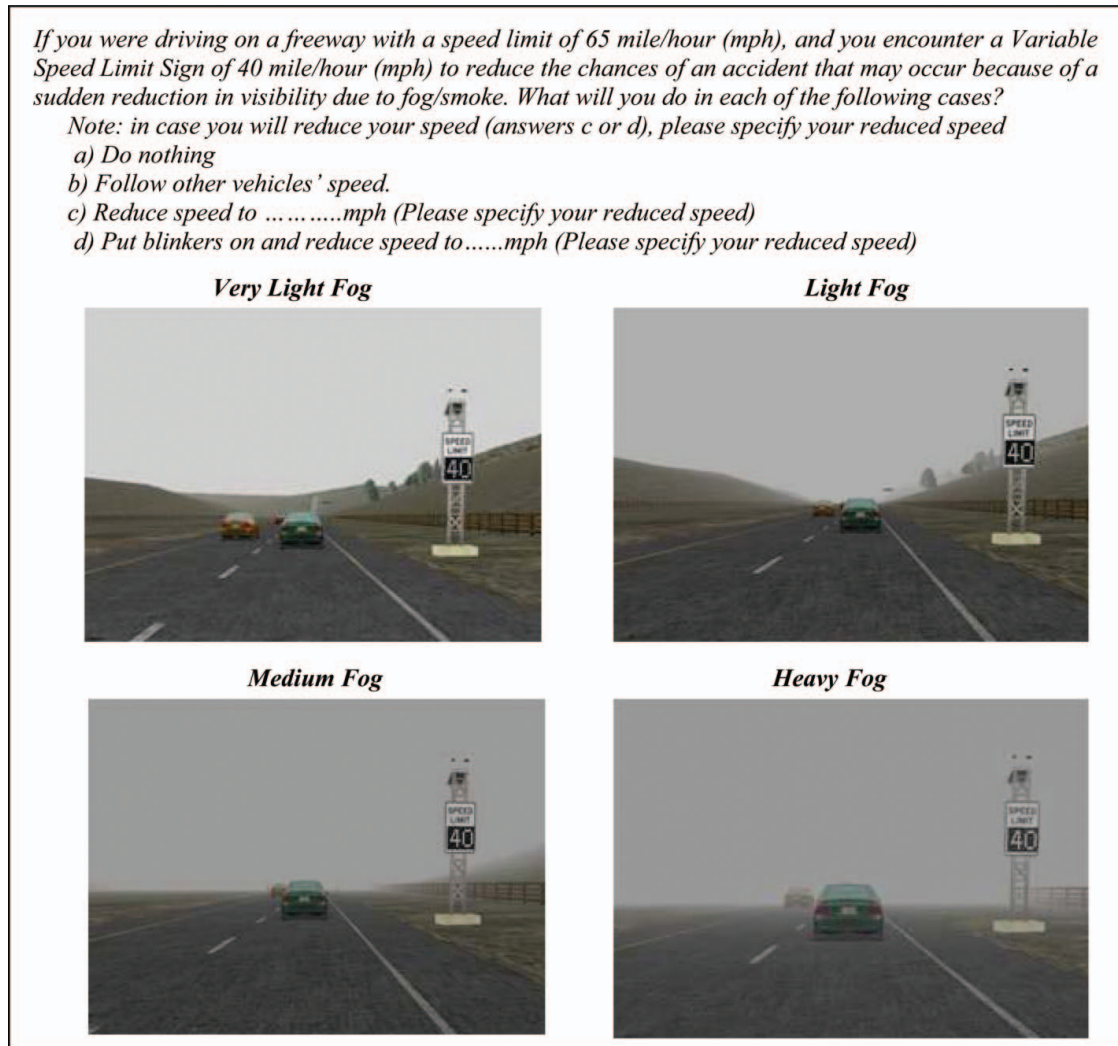 If you were driving on a freeway with a speed limit of 65 mile/hour (mph), and you encounter a Variable
Speed Limit Sign of 40 mile/hour (mph) to reduce the chances of an accident that may occur because of a
sudden reduction in visibility due to fog/smoke. What will you do in each of the following cases?
Note: in case you will reduce your speed (answers c or d), please specify your reduced speed
a) Do nothing
b) Follow other vehicles’ speed.
c) Reduce speed to ………..mph (Please specify your reduced speed)
d) Put blinkers on and reduce speed to……mph (Please specify your reduced speed)
Very Light Fog
Light Fog
SPEED
LIMIT
40
SPEED
LIMIT
40
Medium Fog
Heavy Fog
SPEED
LIMIT
40
SPEED
LIMIT
40